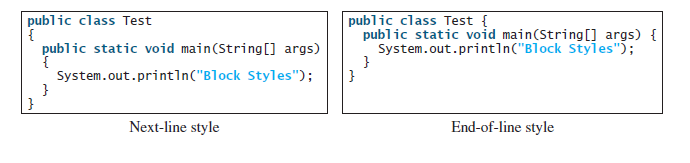 public class Test
{
public static void main(String[] args)
{
System.out.println("Block Styles");
}
}
Next-line style
public class Test {
public static void main(String[] args) {
System.out.println("Block Styles");
}
}
End-of-line style